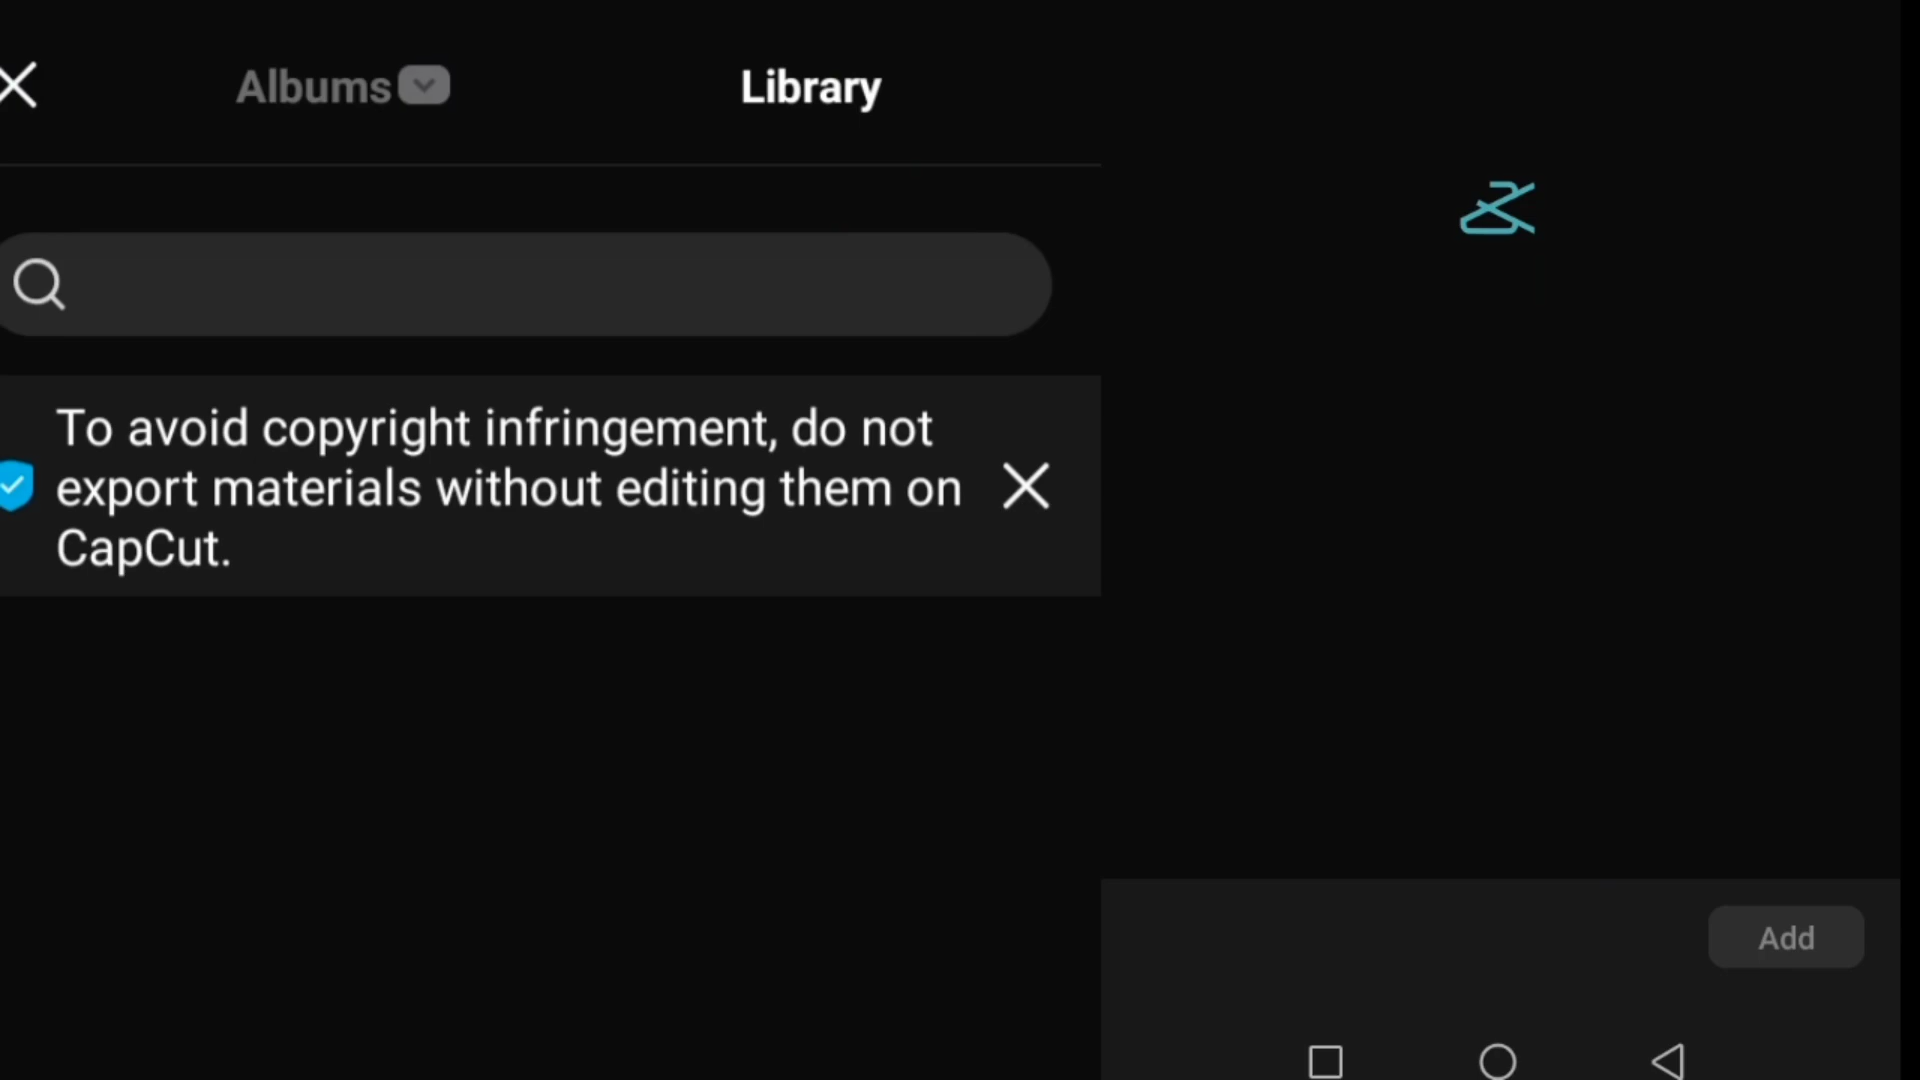 Albums
Library
To avoid copyright infringement, do not
export materials without editing them on
CapCut.
Add